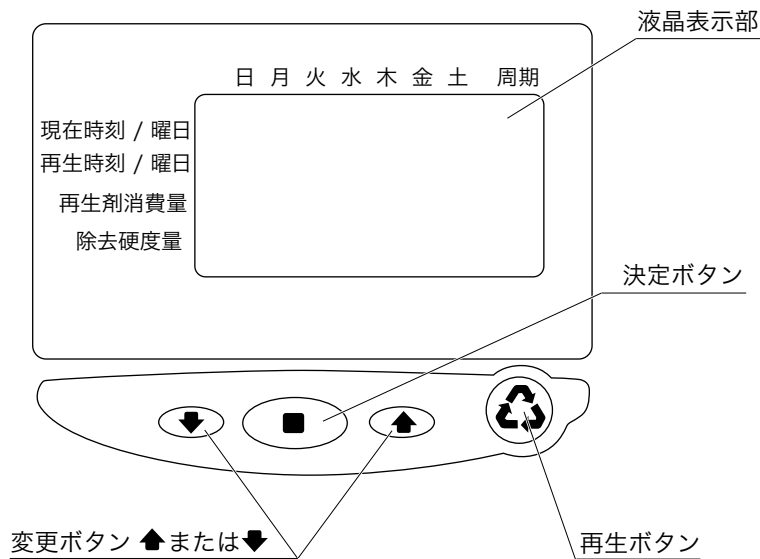 液晶表示部
日 月 火 水 木 金 土 周期
現在時刻 / 曜日
再生時刻 / 曜日
再生剤消費量
除去硬度量
決定ボタン
変更ボタン 🡅または🡇
再生ボタン